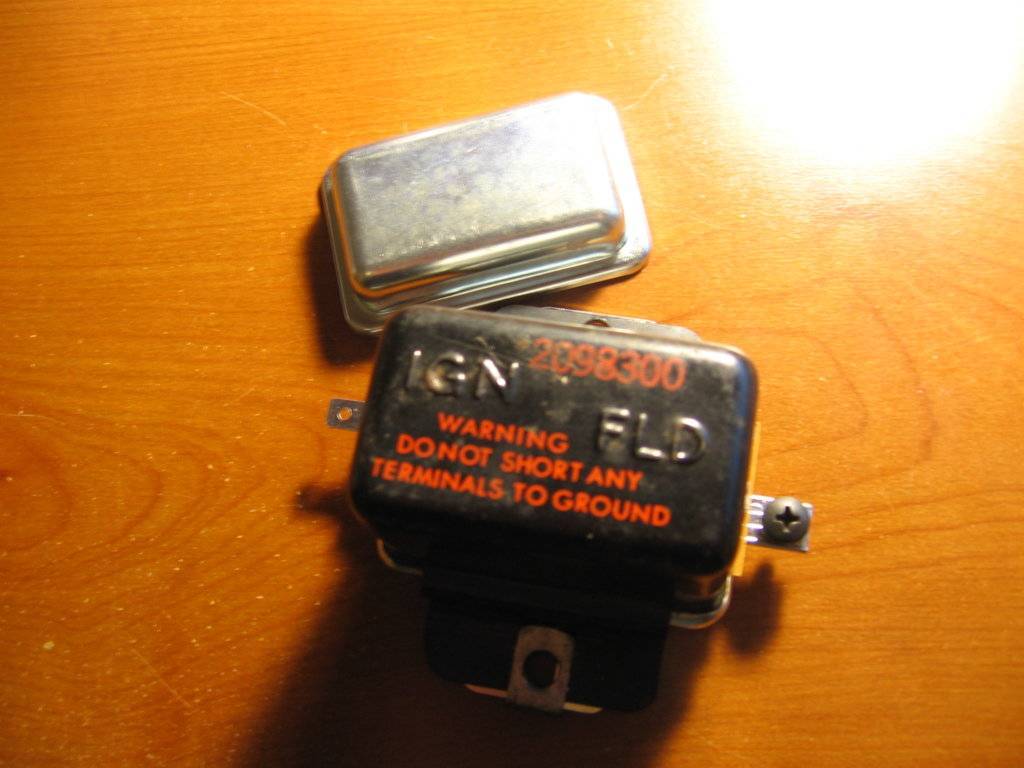 IGN 2098300
FLD
WARNING
DO NOT SHORT ANY
TERMINALS TO GROUND